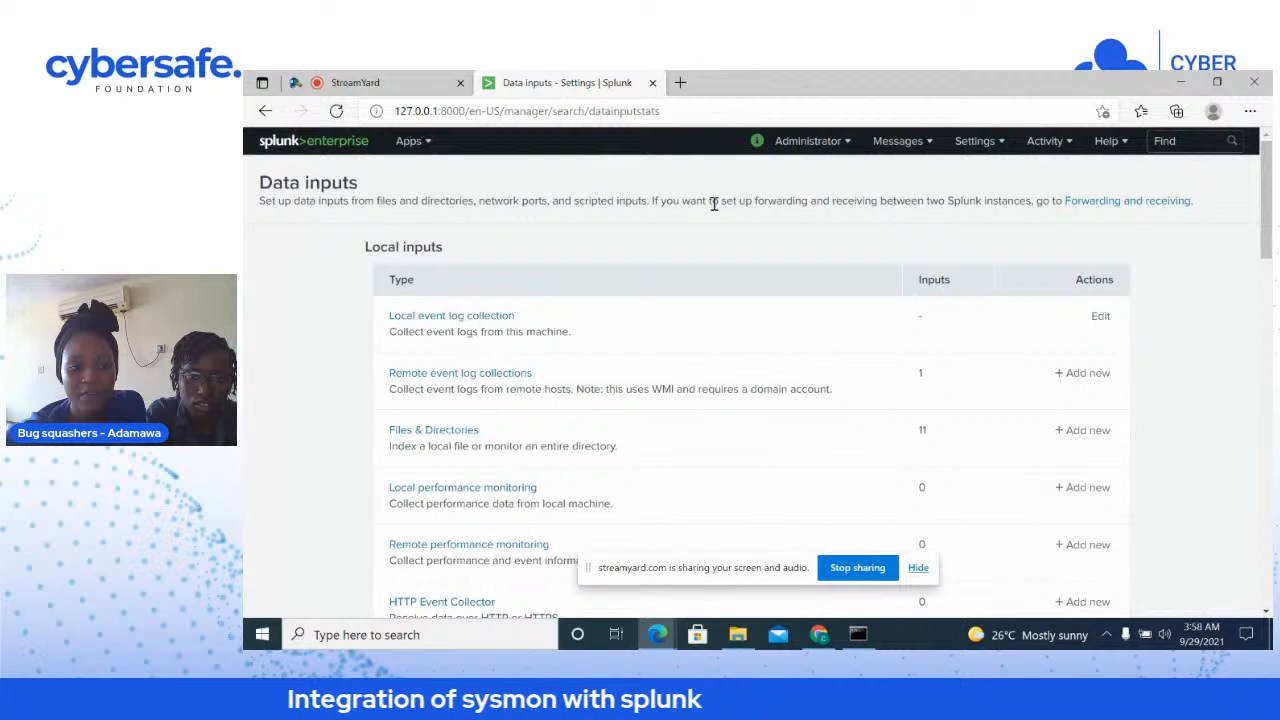 cybersafe.
FOUNDATION
CYBER
StreamYard
Data inputs - Settings | Splunk
127.0.0.1:8000/en-US/manager/search/datainputstats
splunk>enterprise
Apps
Administrator
Messages
Settings
Activity
Help
Find
Data inputs
Set up data inputs from files and directories, network ports, and scripted inputs. If you want to set up forwarding and receiving between two Splunk instances, go to Forwarding and receiving.
Local inputs
Type Inputs Actions
Local event log collection - Edit
Collect event logs from this machine.
Remote event log collections 1 + Add new
Collect event logs from remote hosts. Note: this uses WMI and requires a domain account.
Files & Directories 11 + Add new
Index a local file or monitor an entire directory.
Local performance monitoring 0 + Add new
Collect performance data from local machine.
Remote performance monitoring 0 + Add new
Collect performance and event
streamyard.com is sharing your screen and audio. Stop sharing Hide
HTTP Event Collector 0 + Add new
Receive data over HTTP or HTTPS
Bug squashers - Adamawa
Type here to search
26°C Mostly sunny
3:58 AM
9/29/2021
Integration of sysmon with splunk